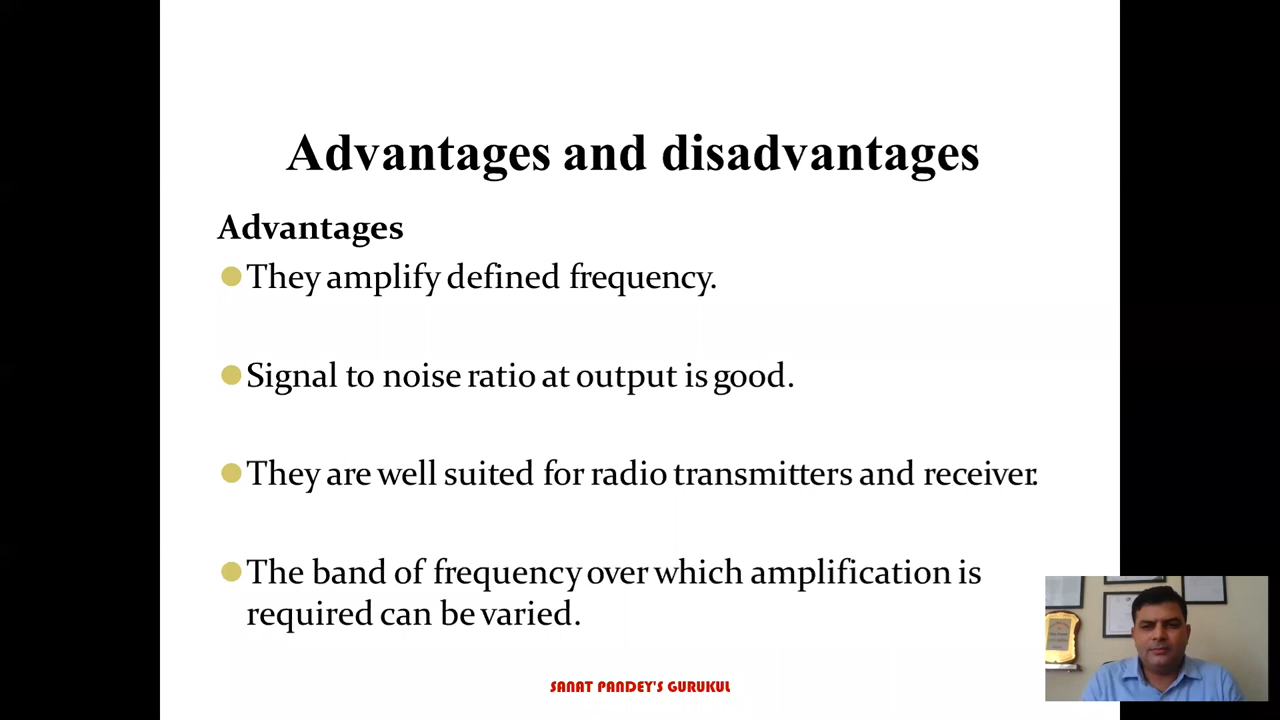 Advantages and disadvantages
Advantages
They amplify defined frequency.
Signal to noise ratio at output is good.
They are well suited for radio transmitters and receiver.
The band of frequency over which amplification is
required can be varied.
SANAT PANDEY'S GURUKUL